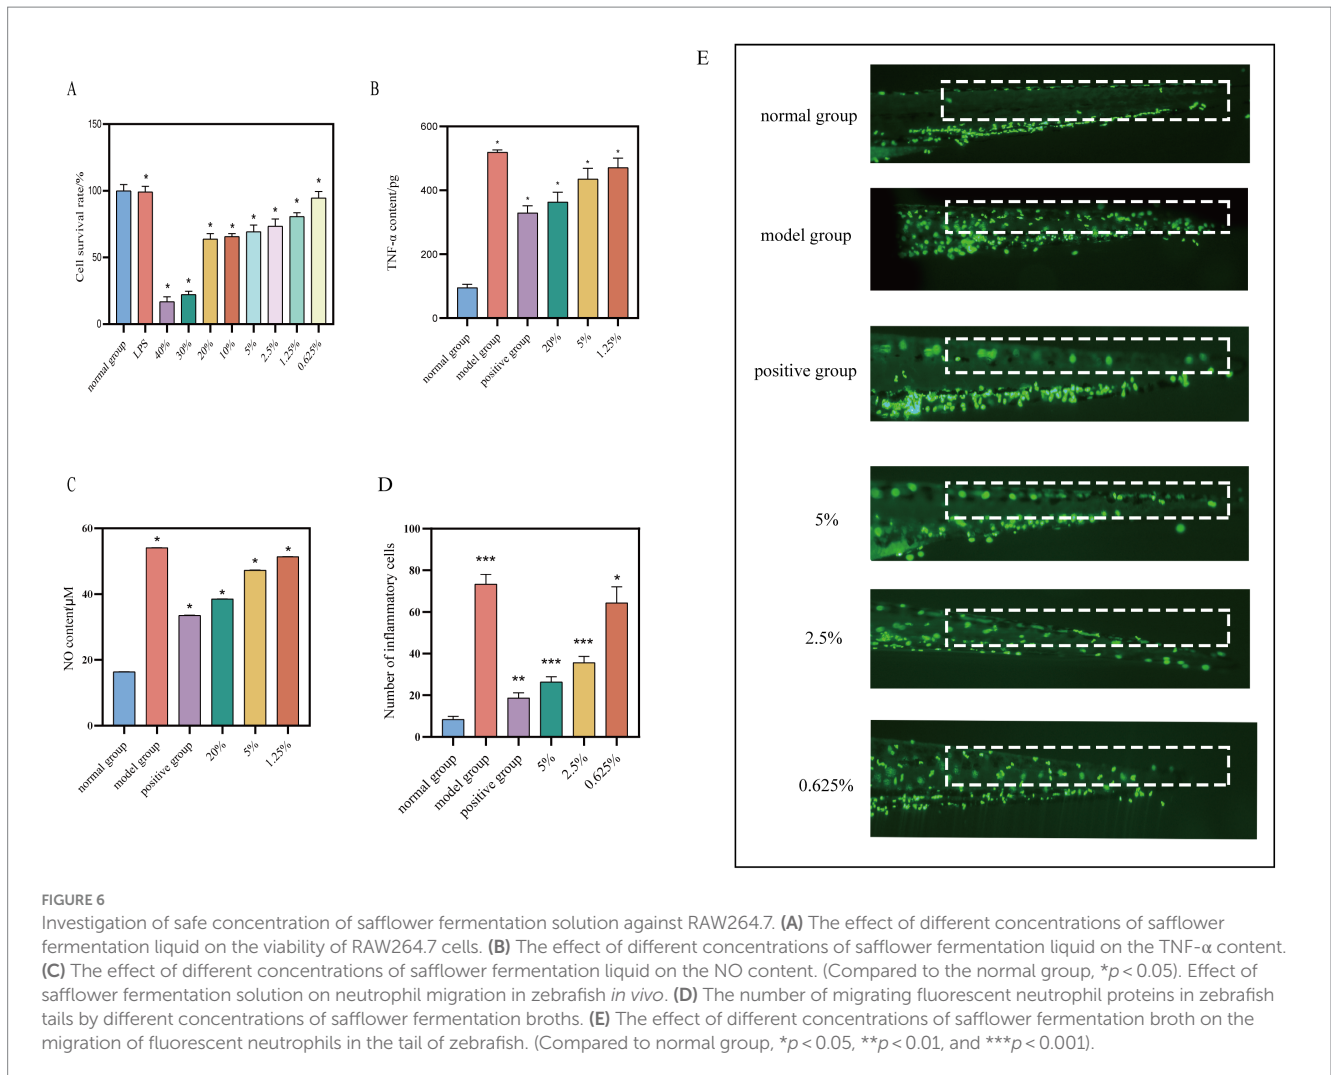 A
150
100
50
0
Cell survival rate/%
* * * * * * * * *
normal group LPS 40% 30% 20% 10% 5% 2.5% 1.25% 0.625%
B
600
400
200
0
TNF-α content/pg
* * * * *
normal group model group positive group 20% 5% 1.25%
C
60
40
20
0
NO content/μM
* * * * *
normal group model group positive group 20% 5% 1.25%
D
100
80
60
40
20
0
Number of inflammatory cells
*** ** *** *** *
normal group model group positive group 5% 2.5% 0.625%
E
normal group
model group
positive group
5%
2.5%
0.625%
FIGURE 6
Investigation of safe concentration of safflower fermentation solution against RAW264.7. (A) The effect of different concentrations of safflower
fermentation liquid on the viability of RAW264.7 cells. (B) The effect of different concentrations of safflower fermentation liquid on the TNF-α content.
(C) The effect of different concentrations of safflower fermentation liquid on the NO content. (Compared to the normal group, *p < 0.05). Effect of
safflower fermentation solution on neutrophil migration in zebrafish in vivo. (D) The number of migrating fluorescent neutrophil proteins in zebrafish
tails by different concentrations of safflower fermentation broths. (E) The effect of different concentrations of safflower fermentation broth on the
migration of fluorescent neutrophils in the tail of zebrafish. (Compared to normal group, *p < 0.05, **p < 0.01, and ***p < 0.001).